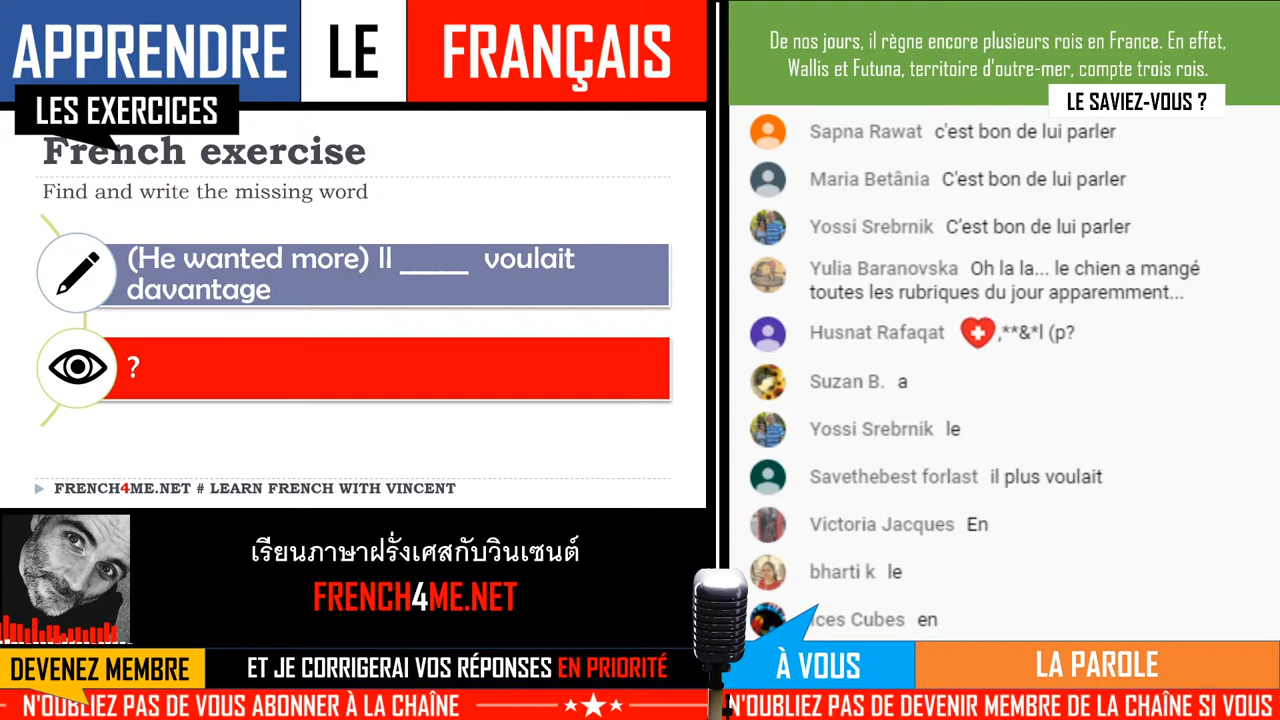 APPRENDRE LE FRANÇAIS
LES EXERCICES
French exercise
Find and write the missing word
(He wanted more) Il _____ voulait
davantage
?
FRENCH4ME.NET # LEARN FRENCH WITH VINCENT
เรียนภาษาฝรั่งเศสกับวินเซนต์
FRENCH4ME.NET
DEVENEZ MEMBRE
ET JE CORRIGERAI VOS RÉPONSES EN PRIORITÉ
N'OUBLIEZ PAS DE VOUS ABONNER À LA CHAÎNE
De nos jours, il règne encore plusieurs rois en France. En effet,
Wallis et Futuna, territoire d'outre-mer, compte trois rois.
LE SAVIEZ-VOUS ?
Sapna Rawat c'est bon de lui parler
Maria Betânia C'est bon de lui parler
Yossi Srebrnik C'est bon de lui parler
Yulia Baranovska Oh la la... le chien a mangé
toutes les rubriques du jour apparemment...
Husnat Rafaqat ,**&*l (p?
Suzan B. a
Yossi Srebrnik le
Savethebest forlast il plus voulait
Victoria Jacques En
bharti k le
Ices Cubes en
À VOUS
LA PAROLE
N'OUBLIEZ PAS DE DEVENIR MEMBRE DE LA CHAÎNE SI VOUS